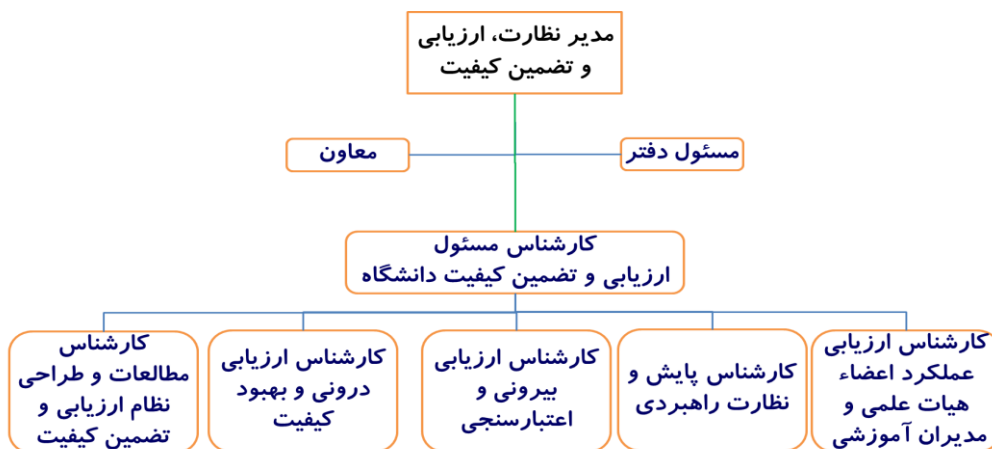 مدیر نظارت، ارزیابی
و تضمین کیفیت
مسئول دفتر
معاون
کارشناس مسئول
ارزیابی و تضمین کیفیت دانشگاه
کارشناس ارزیابی
عملکرد اعضاء
هیات علمی و
مدیران آموزشی
کارشناس پایش و
نظارت راهبردی
کارشناس ارزیابی
بیرونی و
اعتبارسنجی
کارشناس ارزیابی
درونی و بهبود
کیفیت
کارشناس
مطالعات و طراحی
نظام ارزیابی و
تضمین کیفیت